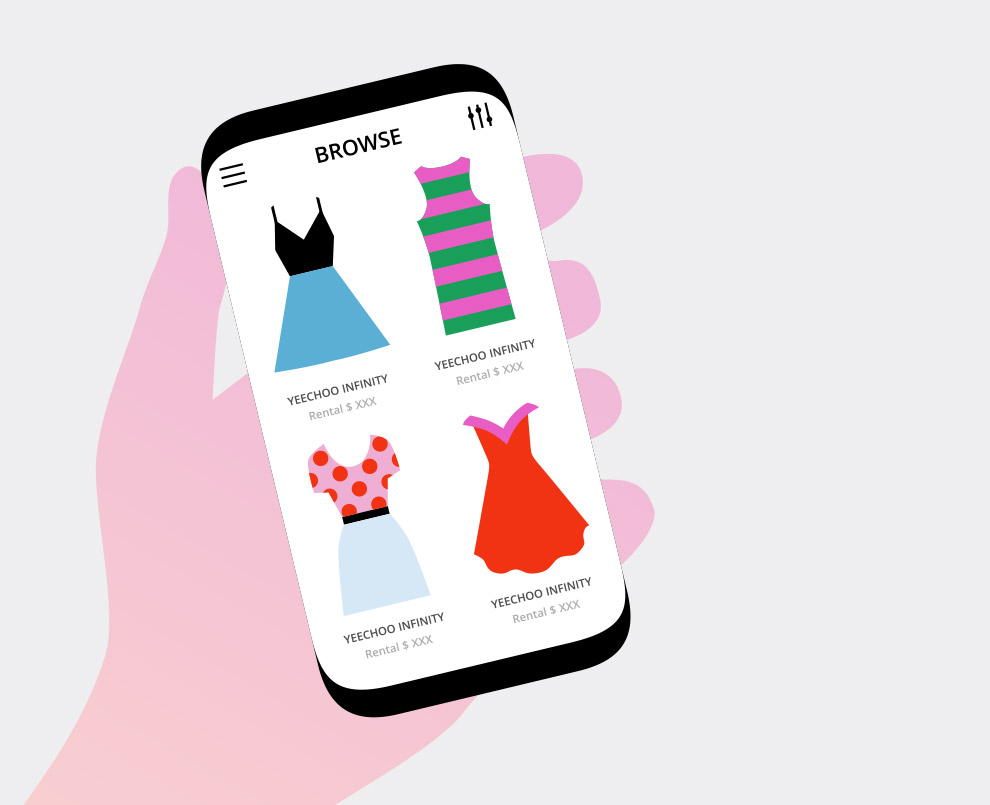 BROWSE
YEECHOO INFINITY
Rental $ XXX
YEECHOO INFINITY
Rental $ XXX
YEECHOO INFINITY
Rental $ XXX
YEECHOO INFINITY
Rental $ XXX